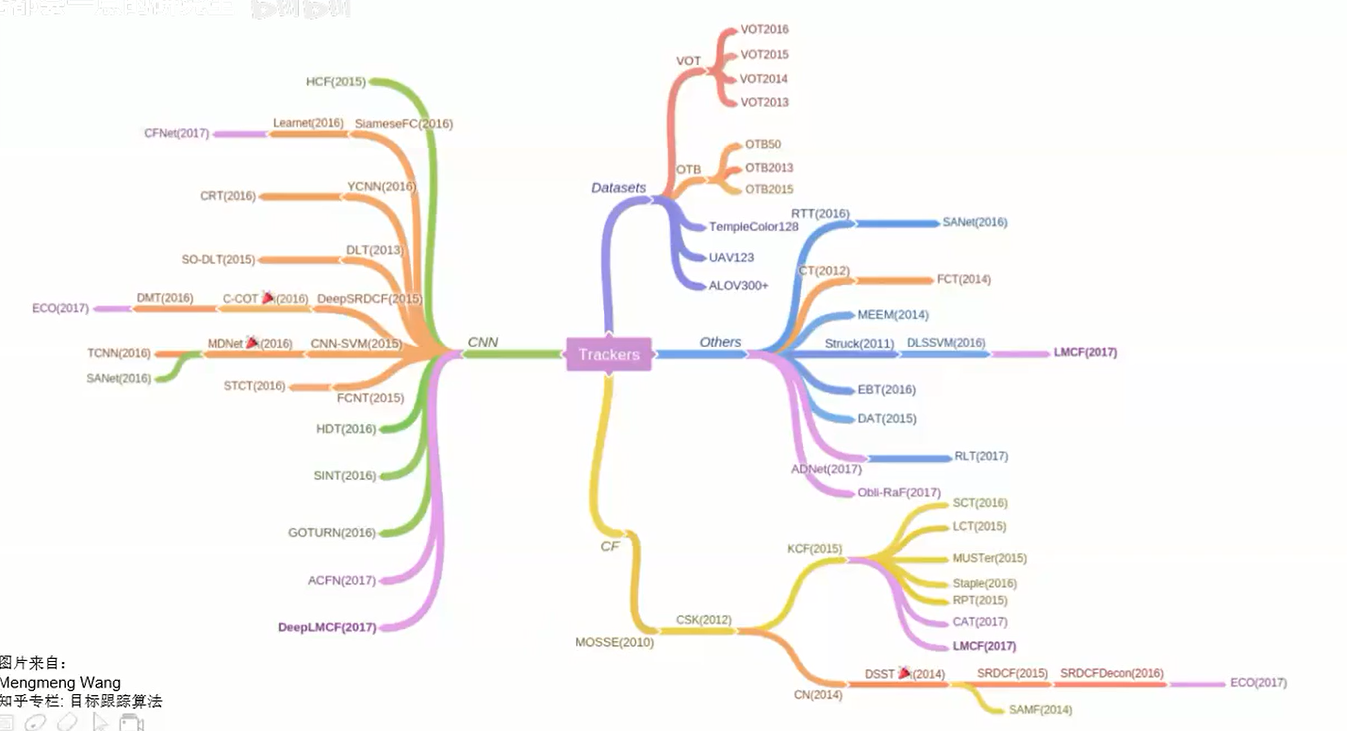 VOT2016
VOT
VOT2015
VOT2014
VOT2013
HCF(2015)
CFNet(2017) Learnet(2016) SiameseFC(2016)
OTB50
OTB OTB2013
OTB2015
CRT(2016) YCNN(2016)
Datasets
TempleColor128
UAV123
ALOV300+
RTT(2016) SANet(2016)
SO-DLT(2015) DLT(2013)
CT(2012) FCT(2014)
ECO(2017) DMT(2016) C-COT (2016) DeepSRDCF(2015)
MEEM(2014)
CNN
Trackers
Others
Struck(2011) DLSSVM(2016) LMCF(2017)
TCNN(2016) MDNet (2016) CNN-SVM(2015)
SANet(2016)
STCT(2016) FCNT(2015)
EBT(2016)
DAT(2015)
HDT(2016)
ADNet(2017) RLT(2017)
SINT(2016)
Obli-RaF(2017)
GOTURN(2016)
CF
KCF(2015)
SCT(2016)
LCT(2015)
MUSTer(2015)
Staple(2016)
RPT(2015)
CAT(2017)
LMCF(2017)
ACFN(2017)
DeepLMCF(2017)
MOSSE(2010) CSK(2012)
CN(2014) DSST (2014) SRDCF(2015) SRDCFDecon(2016) ECO(2017)
SAMF(2014)
图片来自:
Mengmeng Wang
知乎专栏: 目标跟踪算法